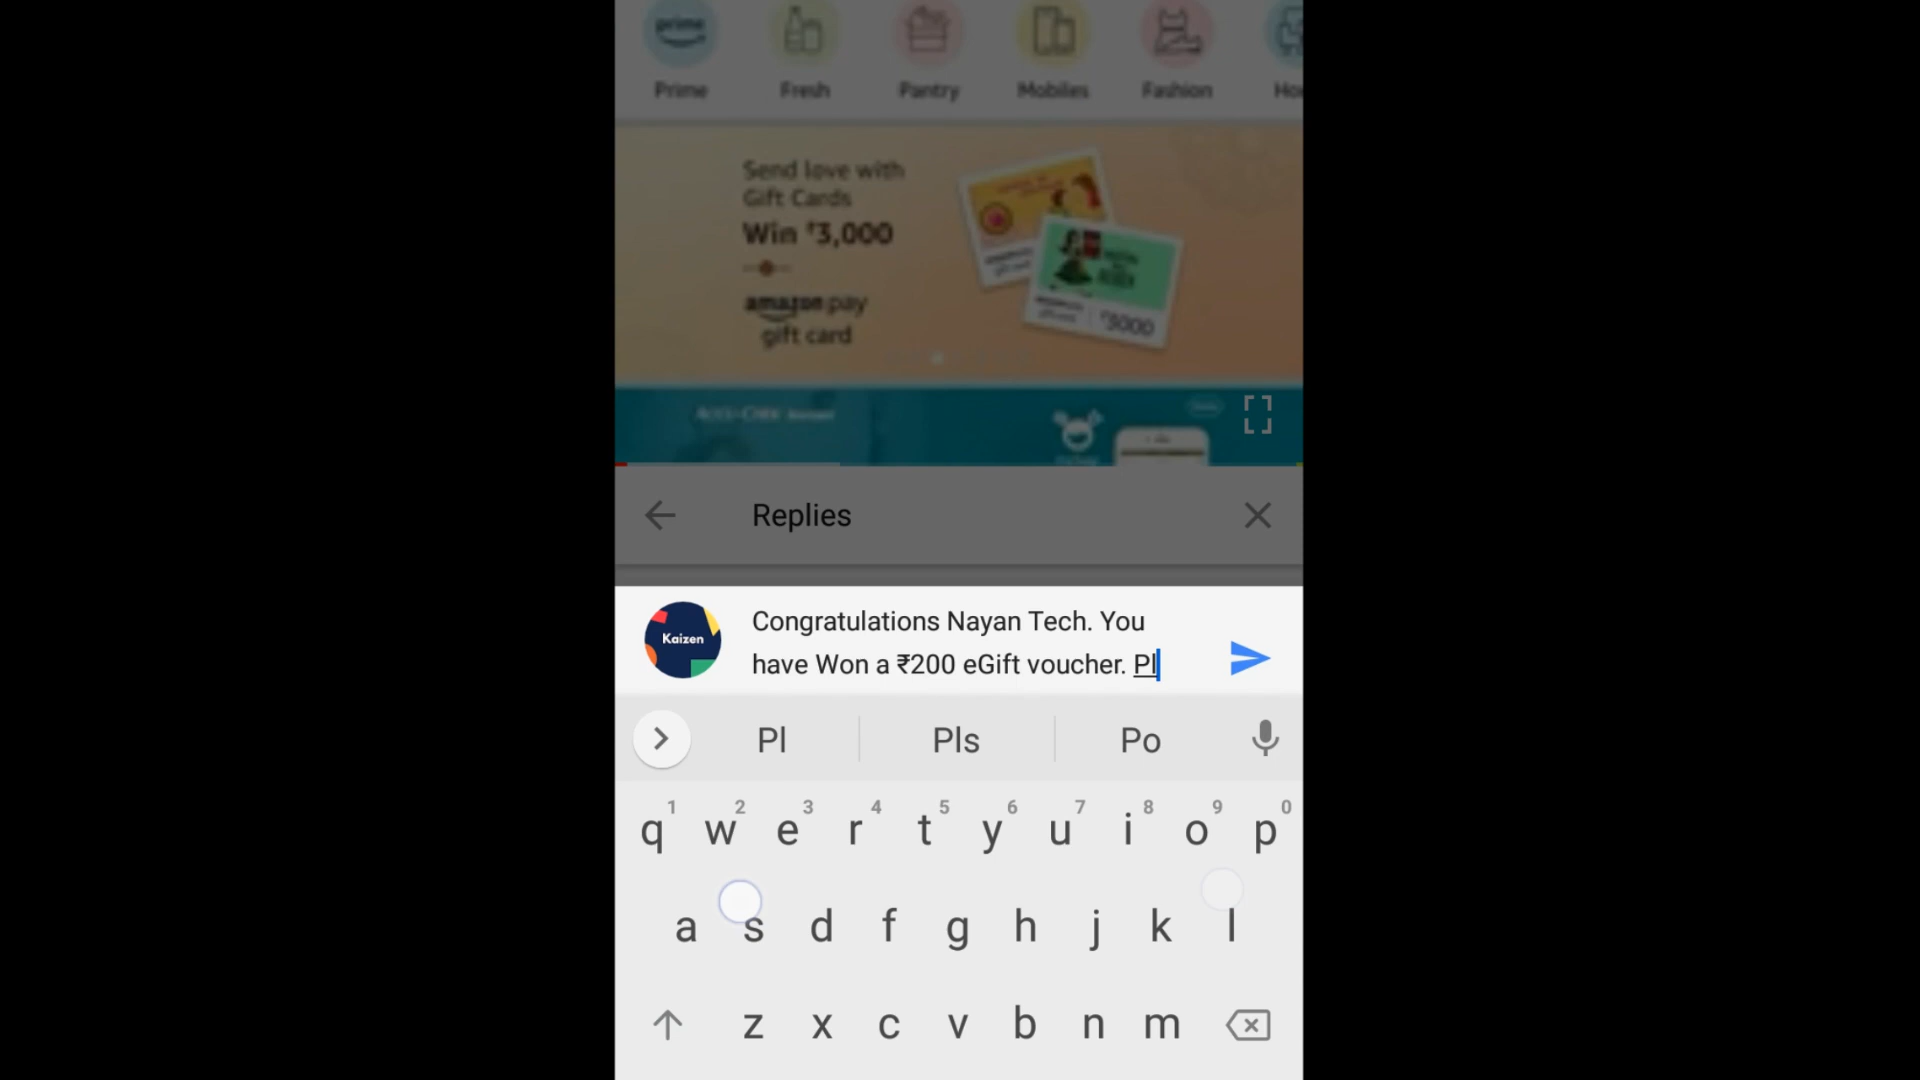 prime
Prime
Fresh
Pantry
Mobiles
Fashion
Send love with
Gift Cards
Win ₹3,000
amazon pay
gift card
₹3000
Replies
Kaizen
Congratulations Nayan Tech. You
have Won a ₹200 eGift voucher. Pl
Pl
Pls
Po
1 2 3 4 5 6 7 8 9 0
q w e r t y u i o p
a s d f g h j k l
z x c v b n m